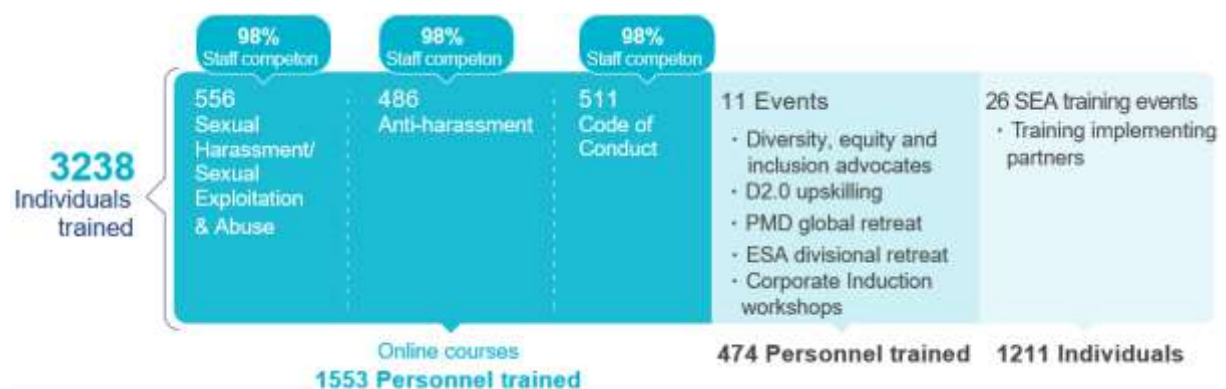 98%
Staff competon
98%
Staff competon
98%
Staff competon
3238
Individuals
trained
556
Sexual
Harassment/
Sexual
Exploitation
& Abuse
486
Anti-harassment
511
Code of
Conduct
Online courses
1553 Personnel trained
11 Events
· Diversity, equity and
inclusion advocates
· D2.0 upskilling
· PMD global retreat
· ESA divisional retreat
· Corporate Induction
workshops
474 Personnel trained
26 SEA training events
· Training implementing
partners
1211 Individuals